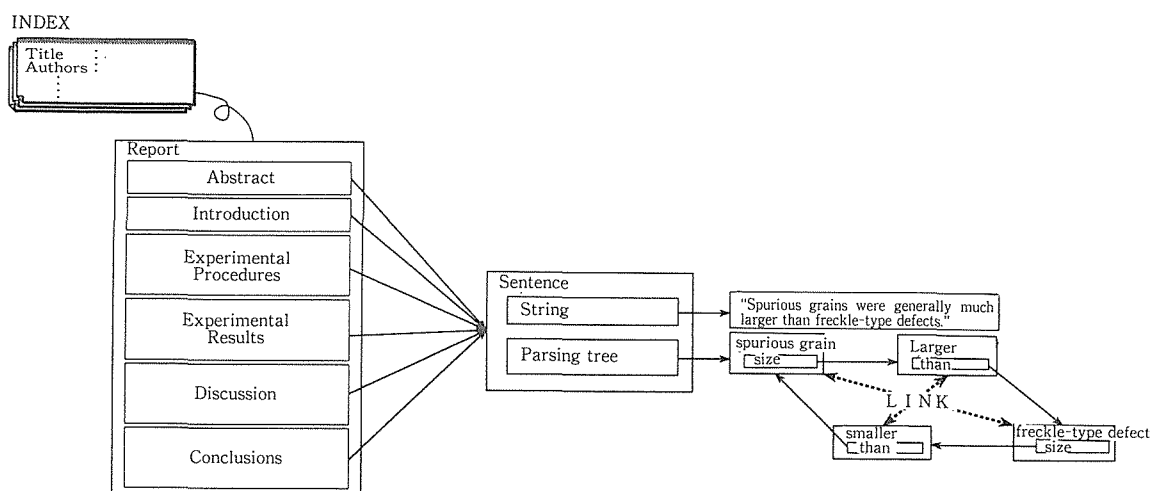 INDEX
Title :
Authors :
Report
Abstract
Introduction
Experimental
Procedures
Experimental
Results
Discussion
Conclusions
Sentence
String
Parsing tree
"Spurious grains were generally much
larger than freckle-type defects."
spurious grain
size
Larger
than
LINK
smaller
than
freckle-type defect
size